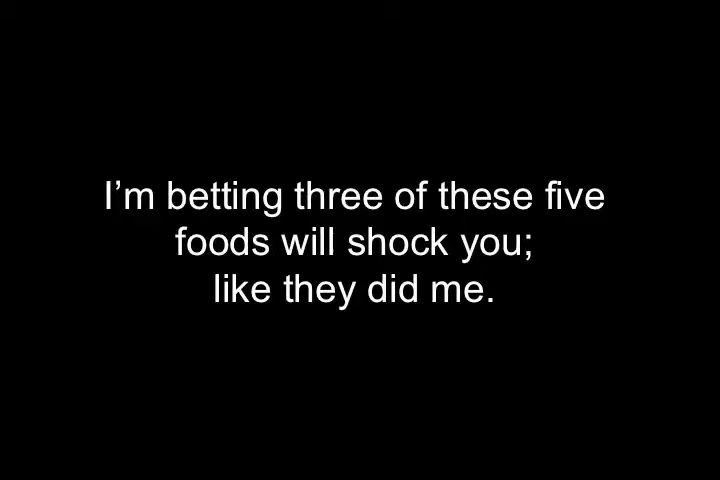 I’m betting three of these five
foods will shock you;
like they did me.